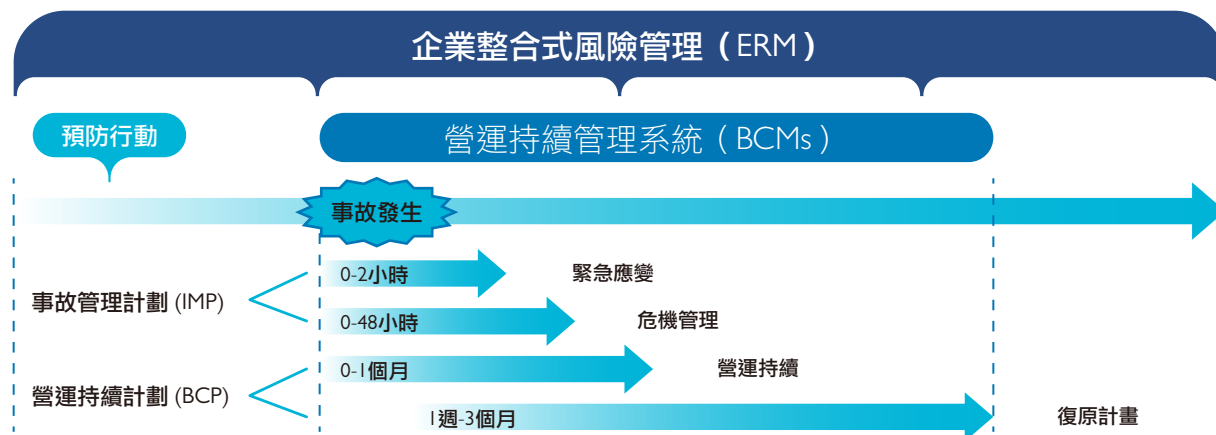 企業整合式風險管理（ERM）
預防行動
營運持續管理系統（BCMs）
事故發生
0-2小時
緊急應變
事故管理計劃 (IMP)
0-48小時
危機管理
0-1個月
營運持續
營運持續計劃 (BCP)
1週-3個月
復原計畫